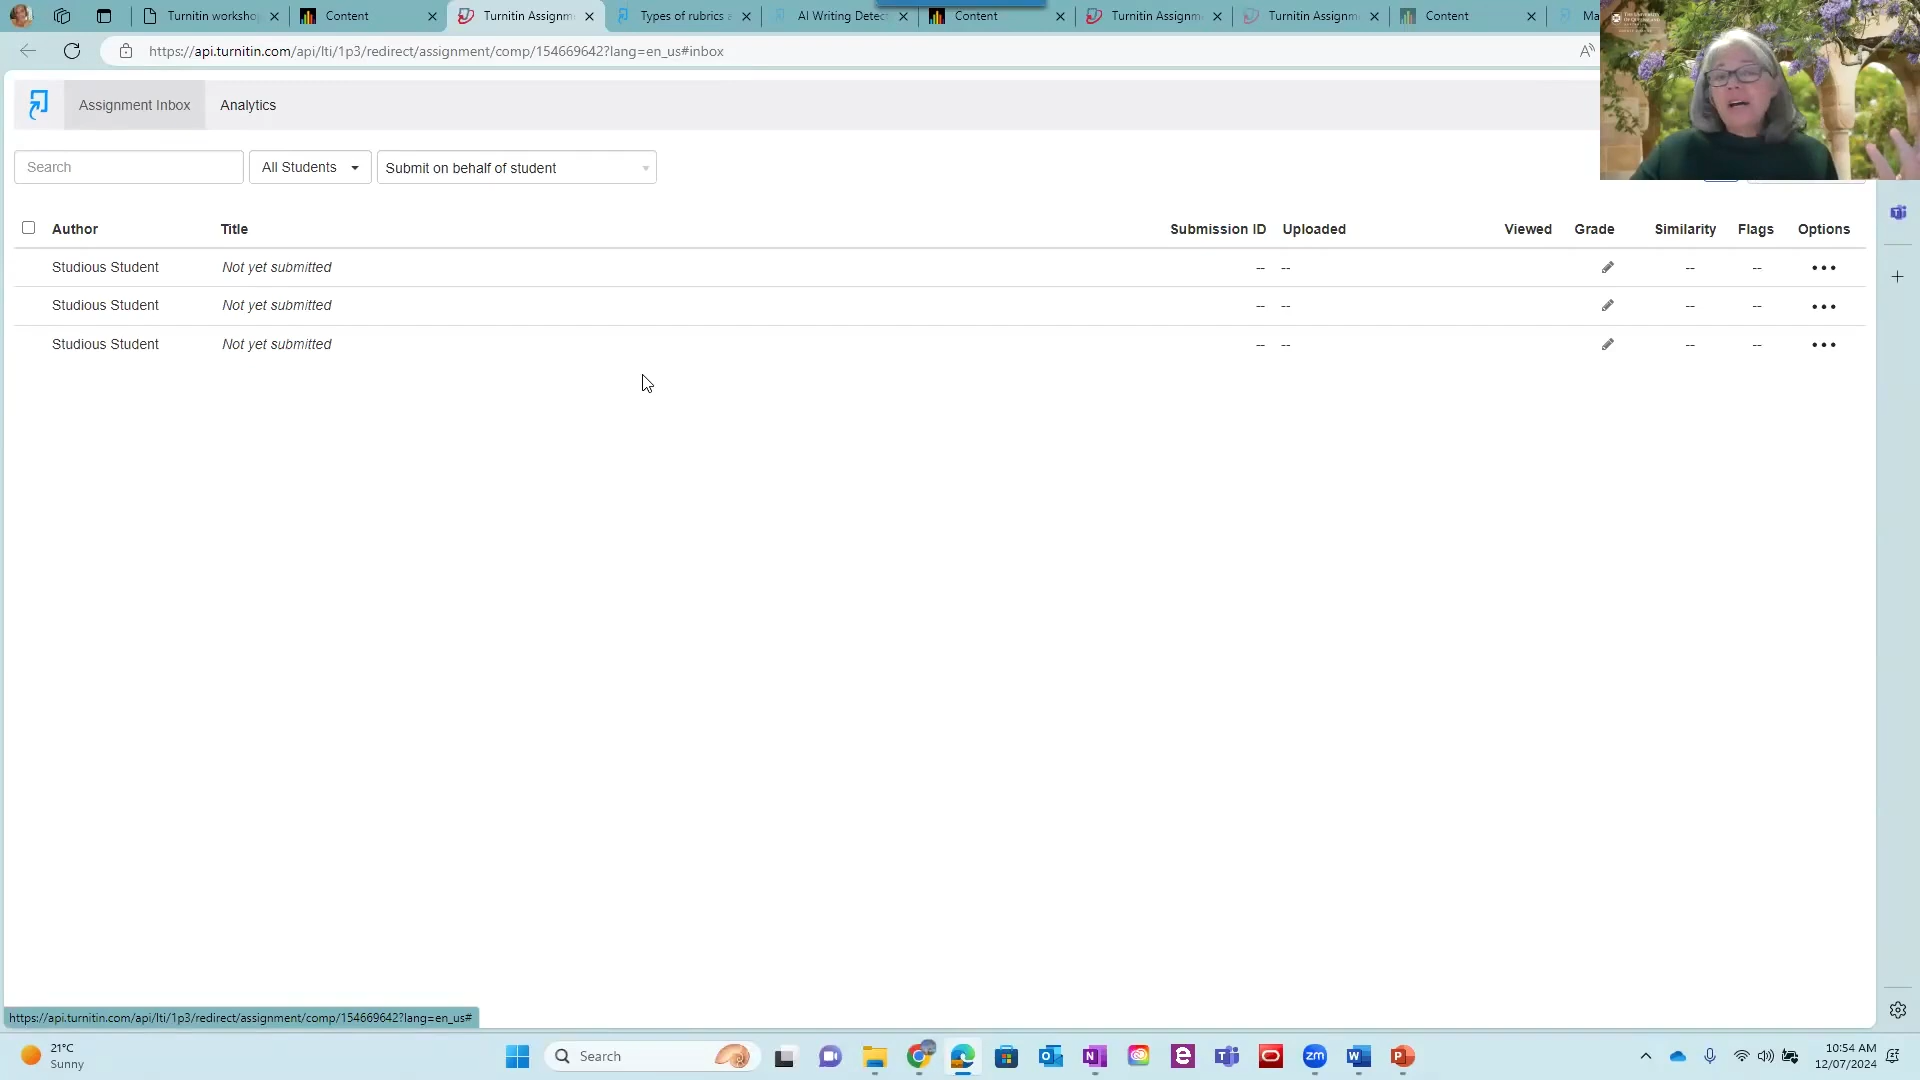 Turnitin worksho
Content
Turnitin Assignm
Types of rubrics a
AI Writing Detec
Content
Turnitin Assignm
Turnitin Assignm
Content
Ma
https://api.turnitin.com/api/lti/1p3/redirect/assignment/comp/154669642?lang=en_us#inbox
Assignment Inbox
Analytics
Search
All Students
Submit on behalf of student
Author Title Submission ID Uploaded Viewed Grade Similarity Flags Options
Studious Student Not yet submitted -- -- -- --
Studious Student Not yet submitted -- -- -- --
Studious Student Not yet submitted -- -- -- --
https://api.turnitin.com/api/lti/1p3/redirect/assignment/comp/154669642?lang=en_us#
21°C
Sunny
Search
zm
10:54 AM
12/07/2024